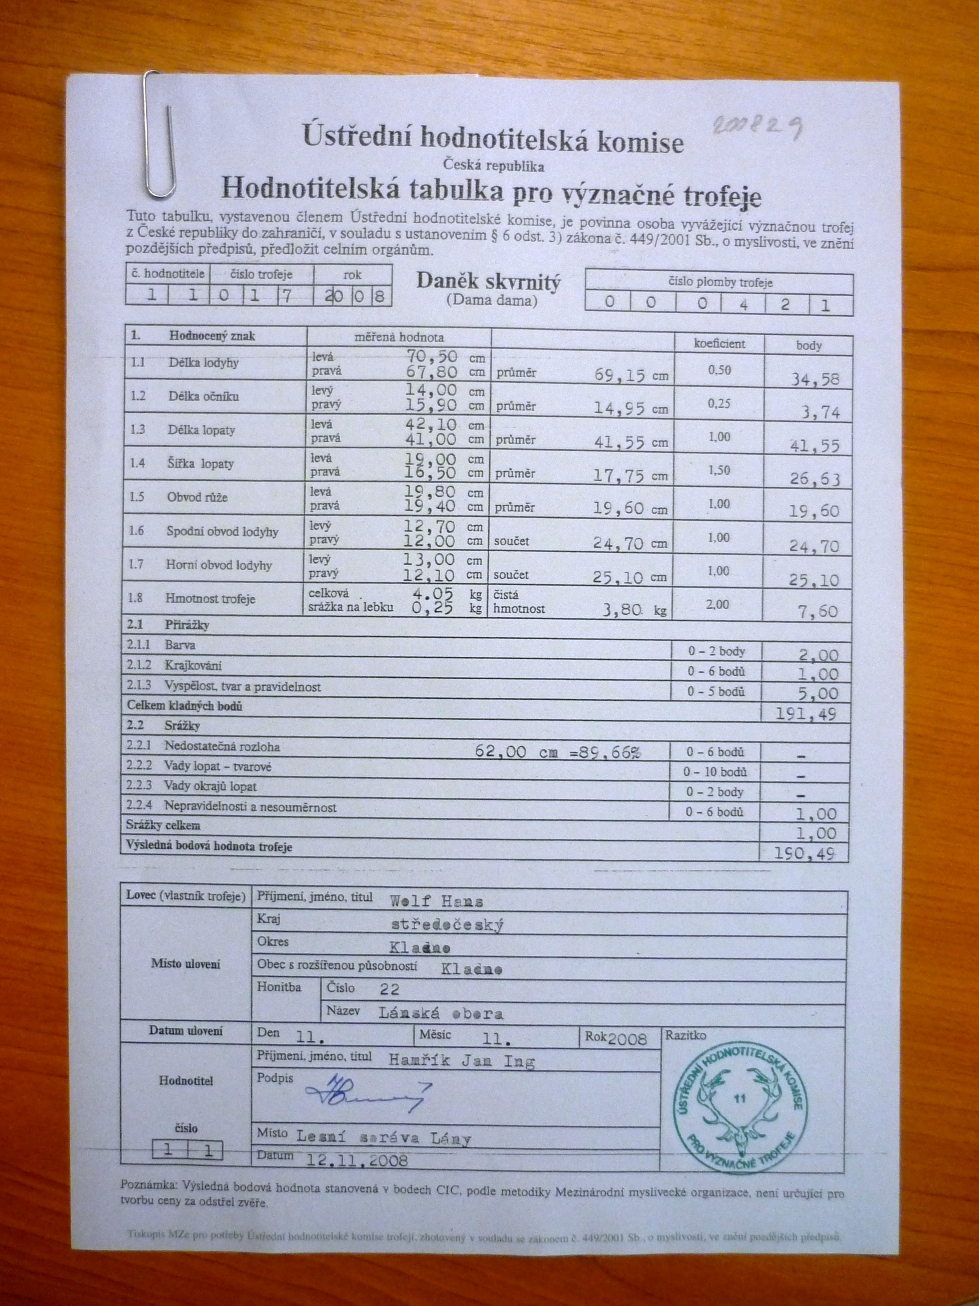 200829
Ústřední hodnotitelská komise
Česká republika
Hodnotitelská tabulka pro význačné trofeje
Tuto tabulku, vystavenou členem Ústřední hodnotitelské komise, je povinna osoba vyvážející význačnou trofej
z České republiky do zahraničí, v souladu s ustanovením § 6 odst. 3) zákona č. 449/2001 Sb., o myslivosti, ve znění
pozdějších předpisů, předložit celním orgánům.
č. hodnotitele číslo trofeje rok
1 1 0 1 7 2008
Daněk skvrnitý
(Dama dama)
číslo plomby trofeje
0 0 0 4 2 1
1. Hodnocený znak měřená hodnota koeficient body
1.1 Délka lodyhy levá 70,50 cm
pravá 67,80 cm průměr 69,15 cm 0,50 34,58
1.2 Délka očníku levý 14,00 cm
pravý 15,90 cm průměr 14,95 cm 0,25 3,74
1.3 Délka lopaty levá 42,10 cm
pravá 41,00 cm průměr 41,55 cm 1,00 41,55
1.4 Šířka lopaty levá 19,00 cm
pravá 16,50 cm průměr 17,75 cm 1,50 26,63
1.5 Obvod růže levá 19,80 cm
pravá 19,40 cm průměr 19,60 cm 1,00 19,60
1.6 Spodní obvod lodyhy levý 12,70 cm
pravý 12,00 cm součet 24,70 cm 1,00 24,70
1.7 Horní obvod lodyhy levý 13,00 cm
pravý 12,10 cm součet 25,10 cm 1,00 25,10
1.8 Hmotnost trofeje celková 4.05 kg čistá
srážka na lebku 0,25 kg hmotnost 3,80 kg 2,00 7,60
2.1 Přirážky
2.1.1 Barva 0 – 2 body 2,00
2.1.2 Krajkování 0 – 6 bodů 1,00
2.1.3 Vyspělost, tvar a pravidelnost 0 – 5 bodů 5,00
Celkem kladných bodů 191,49
2.2 Srážky
2.2.1 Nedostatečná rozloha 62,00 cm =89,66% 0 – 6 bodů –
2.2.2 Vady lopat – tvarové 0 – 10 bodů –
2.2.3 Vady okrajů lopat 0 – 2 body –
2.2.4 Nepravidelnosti a nesouměrnost 0 – 6 bodů 1,00
Srážky celkem 1,00
Výsledná bodová hodnota trofeje 190,49
Lovec (vlastník trofeje) Příjmení, jméno, titul Wolf Hans
Místo ulovení
Kraj středočeský
Okres Kladno
Obec s rozšířenou působností Kladno
Honitba Číslo 22
Název Lánská obora
Datum ulovení Den 11. Měsíc 11. Rok 2008 Razítko
Hodnotitel
Příjmení, jméno, titul Hamřík Jan Ing
Podpis
číslo
1 1
Místo Lesní saráva Lány
Datum 12.11.2008
ÚSTŘEDNÍ HODNOTITELSKÁ KOMISE
11
PRO VÝZNAČNÉ TROFEJE
Poznámka: Výsledná bodová hodnota stanovená v bodech CIC, podle metodiky Mezinárodní myslivecké organizace, není určující pro
tvorbu ceny za odstřel zvěře.
Tiskopis MZe pro potřeby Ústřední hodnotitelské komise trofejí, zhotovený v souladu se zákonem č. 449/2001 Sb., o myslivosti, ve znění pozdějších předpisů.